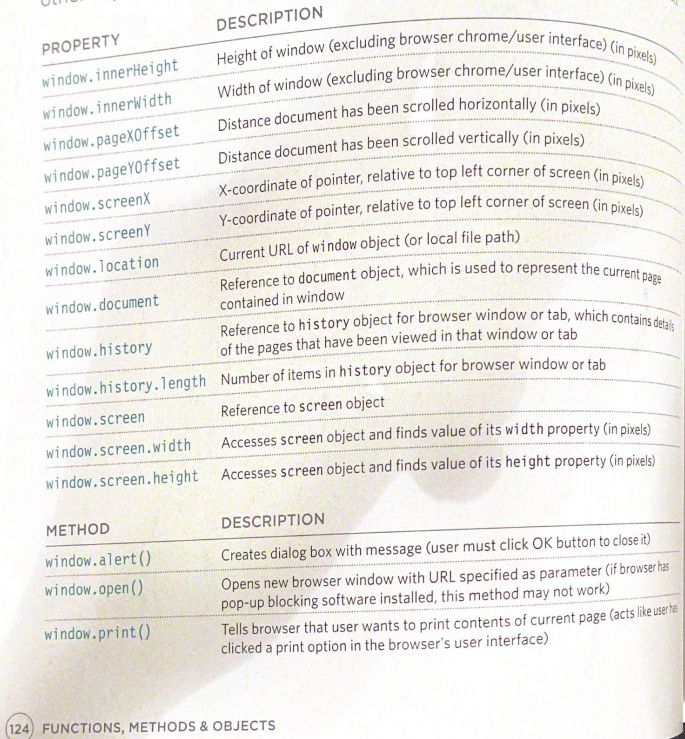 PROPERTY DESCRIPTION
window.innerHeight Height of window (excluding browser chrome/user interface) (in pixels)
window.innerWidth Width of window (excluding browser chrome/user interface) (in pixels)
window.pageXOffset Distance document has been scrolled horizontally (in pixels)
window.pageYOffset Distance document has been scrolled vertically (in pixels)
window.screenX X-coordinate of pointer, relative to top left corner of screen (in pixels)
window.screenY Y-coordinate of pointer, relative to top left corner of screen (in pixels)
window.location Current URL of window object (or local file path)
window.document Reference to document object, which is used to represent the current page
contained in window
window.history Reference to history object for browser window or tab, which contains details
of the pages that have been viewed in that window or tab
window.history.length Number of items in history object for browser window or tab
window.screen Reference to screen object
window.screen.width Accesses screen object and finds value of its width property (in pixels)
window.screen.height Accesses screen object and finds value of its height property (in pixels)
METHOD DESCRIPTION
window.alert() Creates dialog box with message (user must click OK button to close it)
window.open() Opens new browser window with URL specified as parameter (if browser has
pop-up blocking software installed, this method may not work)
window.print() Tells browser that user wants to print contents of current page (acts like user has
clicked a print option in the browser's user interface)
124 FUNCTIONS, METHODS & OBJECTS